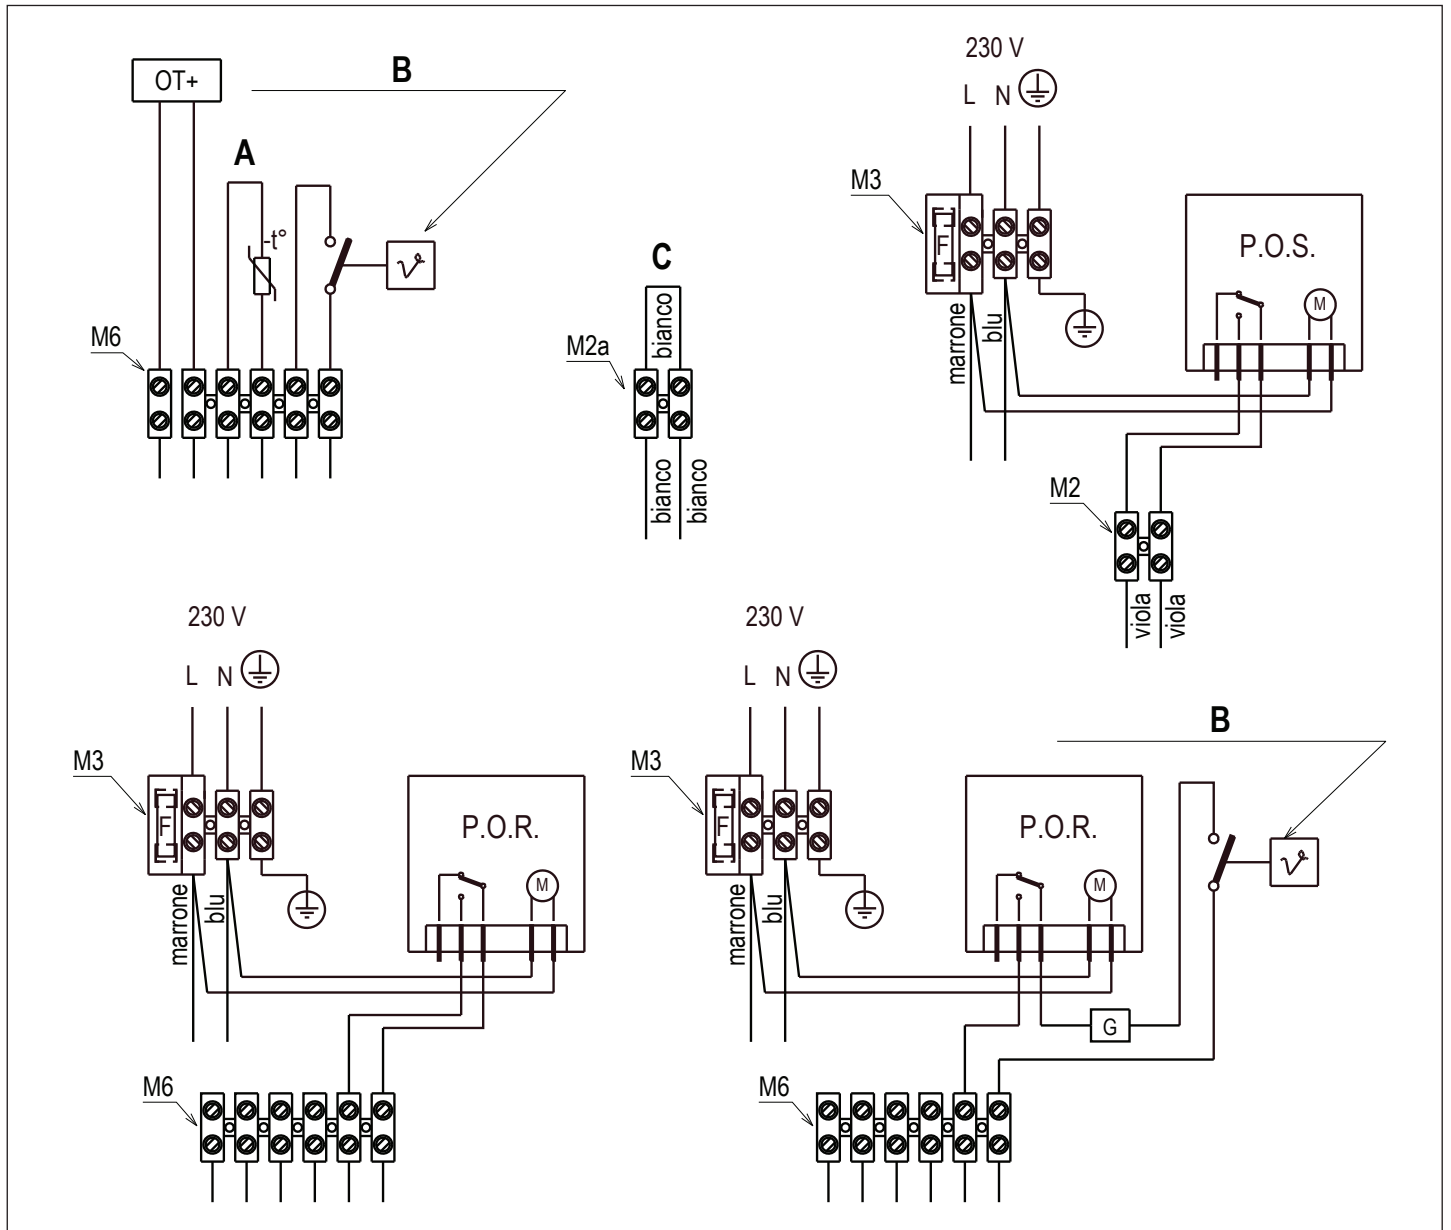 OT+
B
A
-t°
M6
C
bianco
M2a
bianco
bianco
230 V
L N
M3
F
P.O.S.
M
marrone
blu
M2
viola
viola
230 V
L N
M3
F
P.O.R.
M
marrone
blu
M6
230 V
L N
B
M3
F
P.O.R.
M
marrone
blu
G
M6